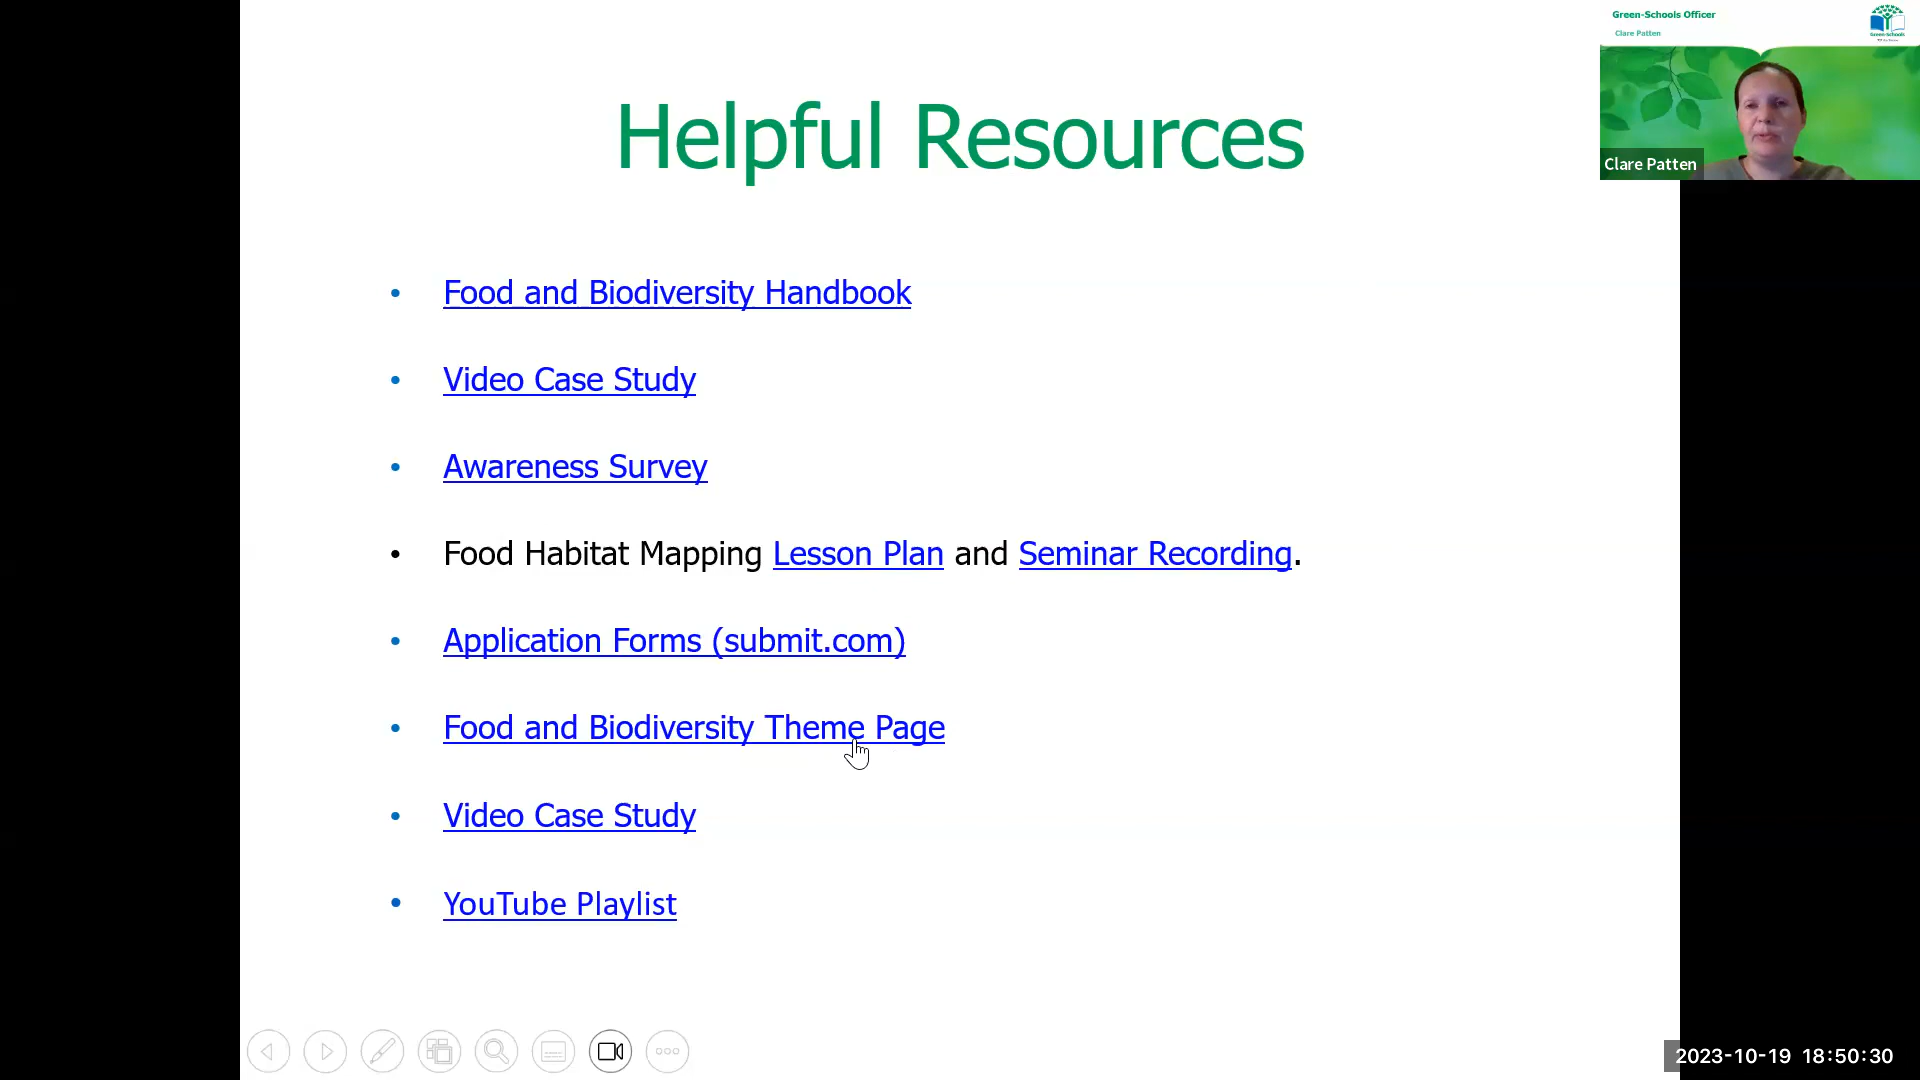 Green-Schools Officer
Clare Patten
Green-Schools
Clare Patten
Helpful Resources
• Food and Biodiversity Handbook
• Video Case Study
• Awareness Survey
• Food Habitat Mapping Lesson Plan and Seminar Recording.
• Application Forms (submit.com)
• Food and Biodiversity Theme Page
• Video Case Study
• YouTube Playlist
2023-10-19 18:50:30